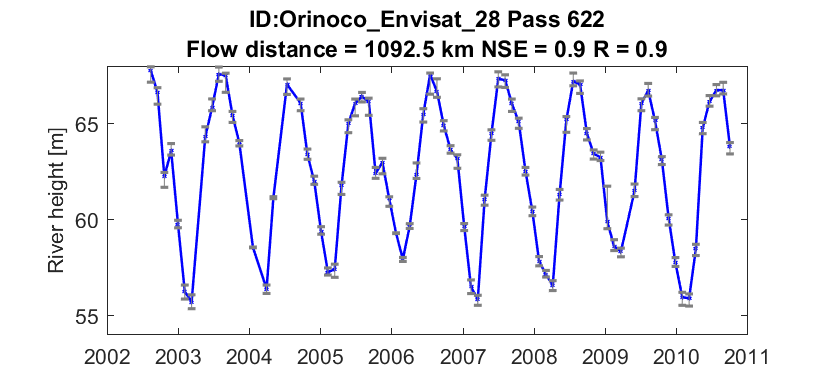 ID:Orinoco_Envisat_28 Pass 622
Flow distance = 1092.5 km NSE = 0.9 R = 0.9
River height [m]
65
60
55
2002 2003 2004 2005 2006 2007 2008 2009 2010 2011